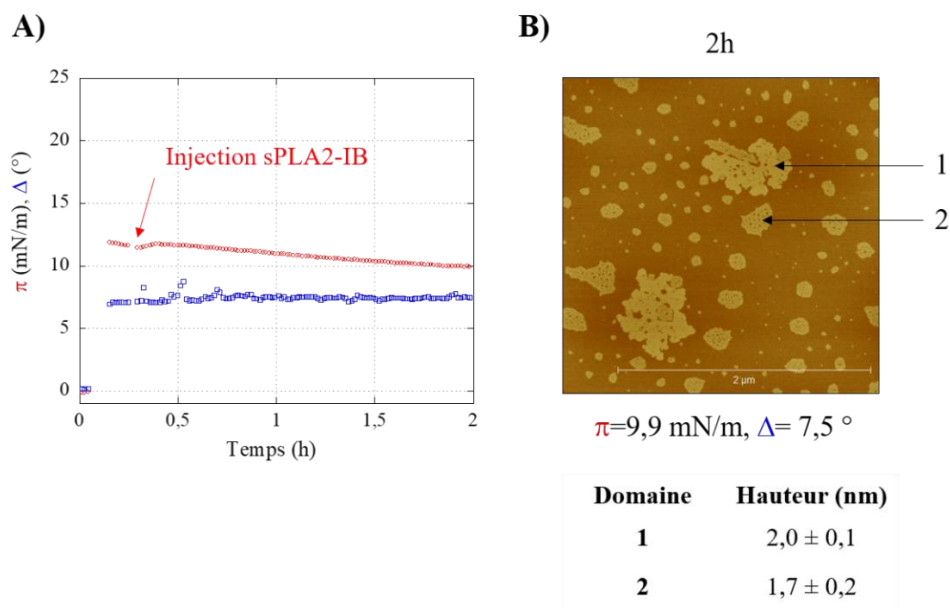 A)
25
20
15
10
5
0
π (mN/m), Δ (°)
Injection sPLA2-IB
0
0,5
1
1,5
2
Temps (h)
B)
2h
1
2
2 µm
π=9,9 mN/m, Δ= 7,5 °
Domaine Hauteur (nm)
1 2,0 ± 0,1
2 1,7 ± 0,2